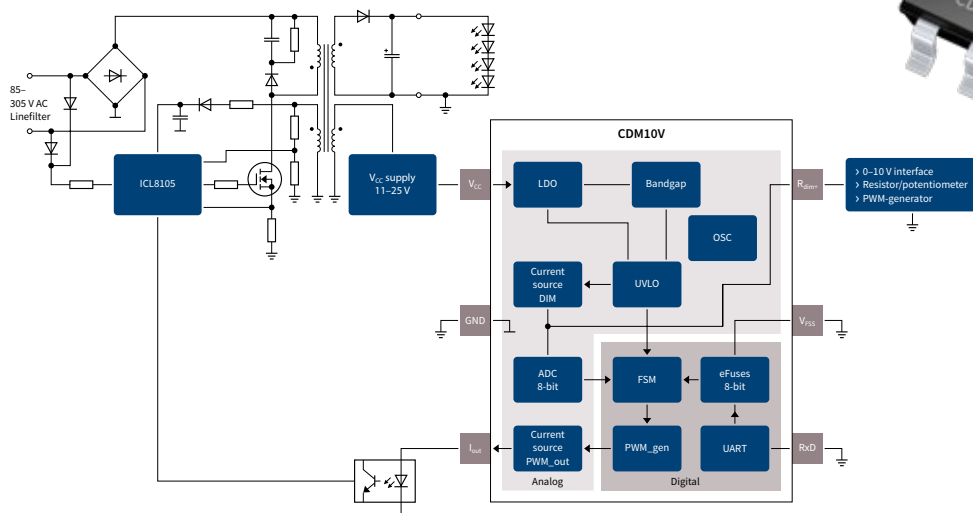 85–
305 V AC
Linefilter
ICL8105
VCC supply
11–25 V
CDM10V
VCC
GND
Iout
LDO
Bandgap
OSC
Current
source
DIM
UVLO
ADC
8-bit
FSM
eFuses
8-bit
Current
source
PWM_out
PWM_gen
UART
Analog
Digital
Rdim+
VFSS
RxD
› 0–10 V interface
› Resistor/potentiometer
› PWM-generator